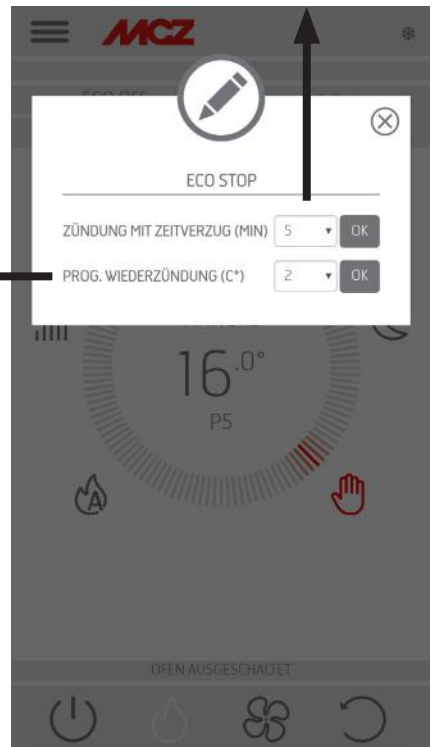 MCZ
ECO STOP
ZÜNDUNG MIT ZEITVERZUG (MIN) 5 OK
PROG. WIEDERZÜNDUNG (C°) 2 OK
16.0°
P5
A
OFEN AUSGESCHALTET